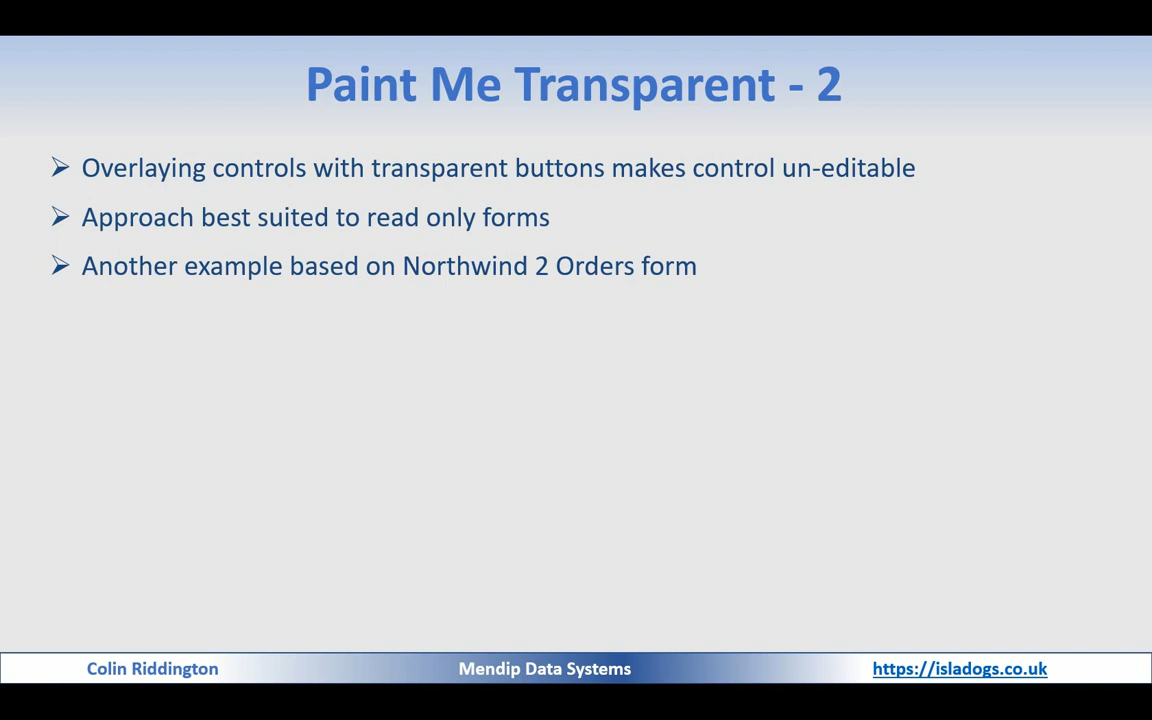 Paint Me Transparent - 2
Overlaying controls with transparent buttons makes control un-editable
Approach best suited to read only forms
Another example based on Northwind 2 Orders form
Colin Riddington
Mendip Data Systems
https://isladogs.co.uk